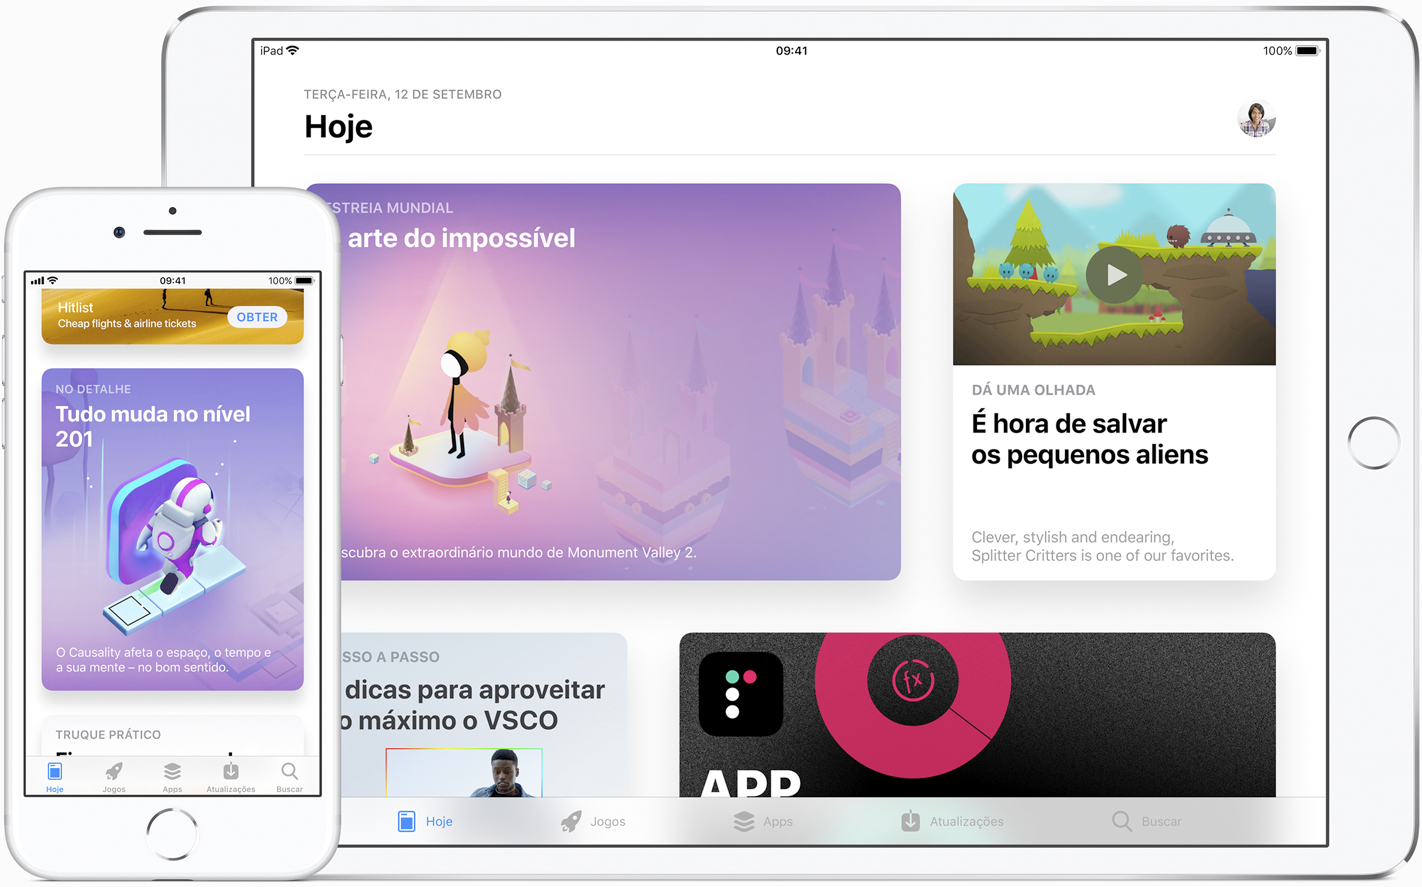 iPad
09:41
100%
TERÇA-FEIRA, 12 DE SETEMBRO
Hoje
ESTREIA MUNDIAL
arte do impossível
scubra o extraordinário mundo de Monument Valley 2.
DÁ UMA OLHADA
É hora de salvar
os pequenos aliens
Clever, stylish and endearing,
Splitter Critters is one of our favorites.
SSO A PASSO
dicas para aproveitar
o máximo o VSCO
fx
APP
Hoje
Jogos
Apps
Atualizações
Buscar
09:41
100%
Hitlist
Cheap flights & airline tickets
OBTER
NO DETALHE
Tudo muda no nível
201
O Causality afeta o espaço, o tempo e
a sua mente – no bom sentido.
TRUQUE PRÁTICO
Hoje
Jogos
Apps
Atualizações
Buscar